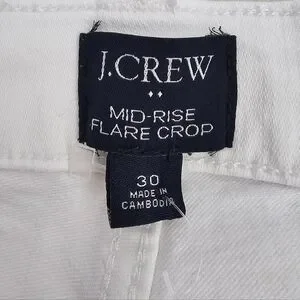 J.CREW
MID-RISE
FLARE CROP
30
MADE IN
CAMBODIA